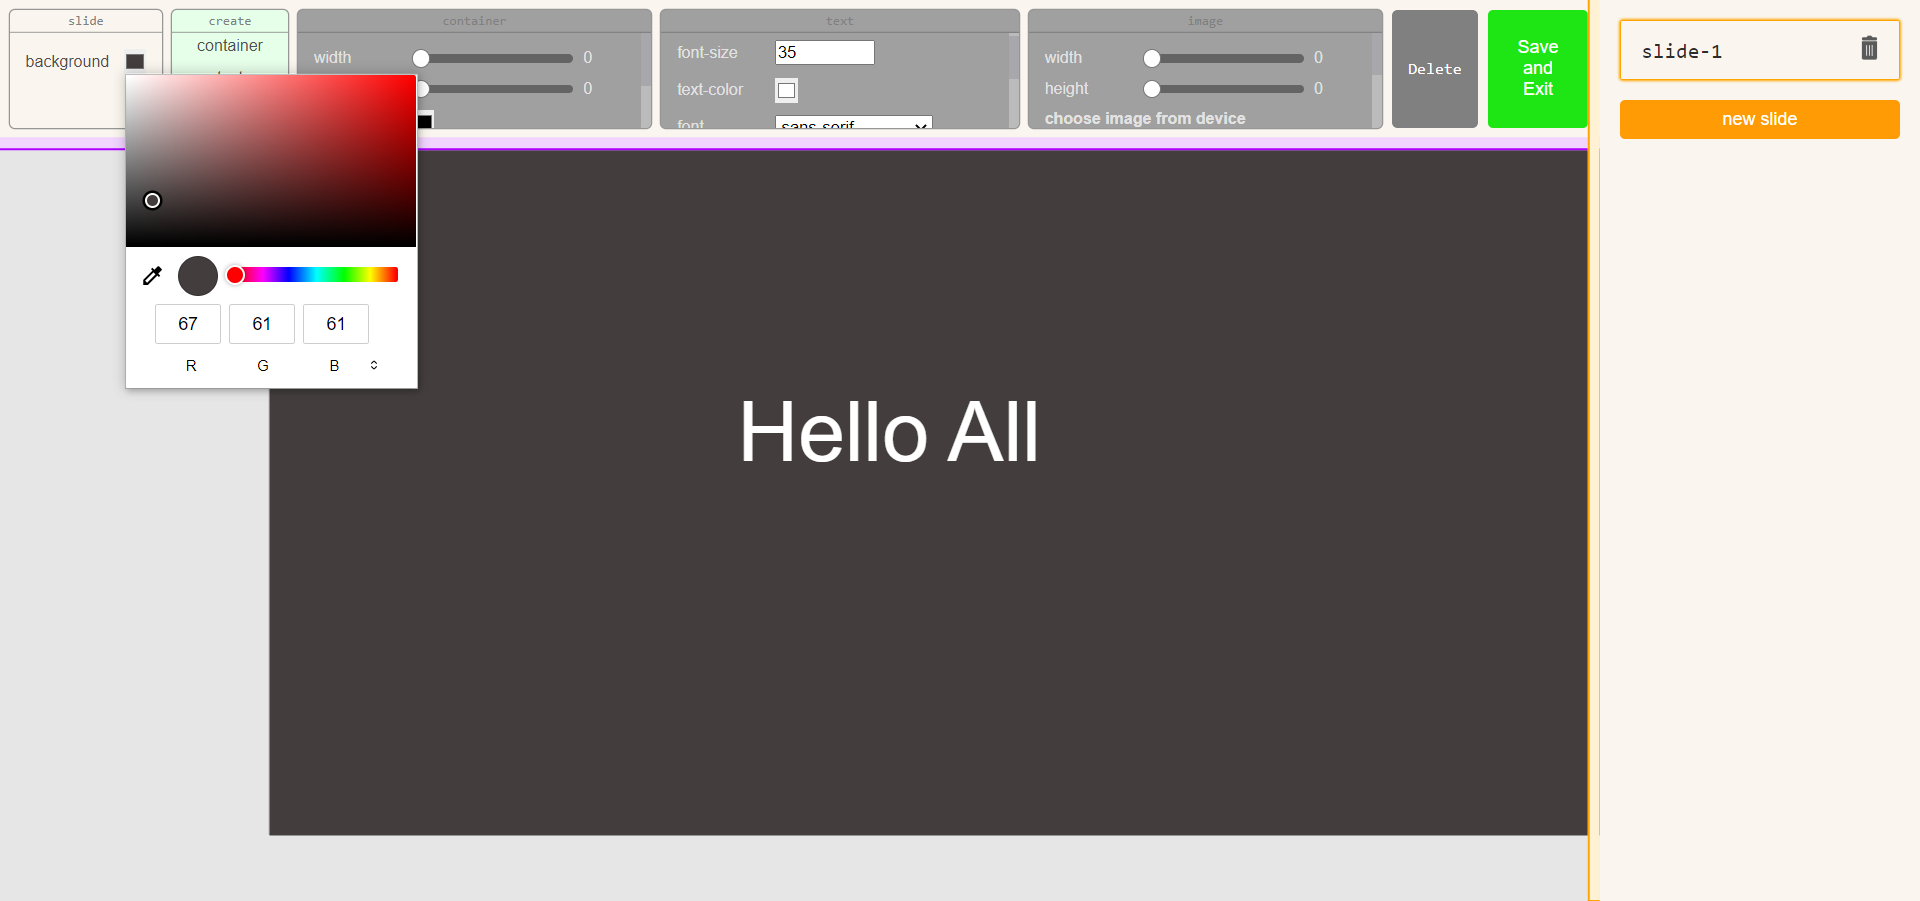 slide
background
create
container
container
width
0
0
text
font-size
35
text-color
font
sans-serif
image
width
0
height
0
choose image from device
Delete
Save
and
Exit
slide-1
new slide
67
61
61
R
G
B
Hello All